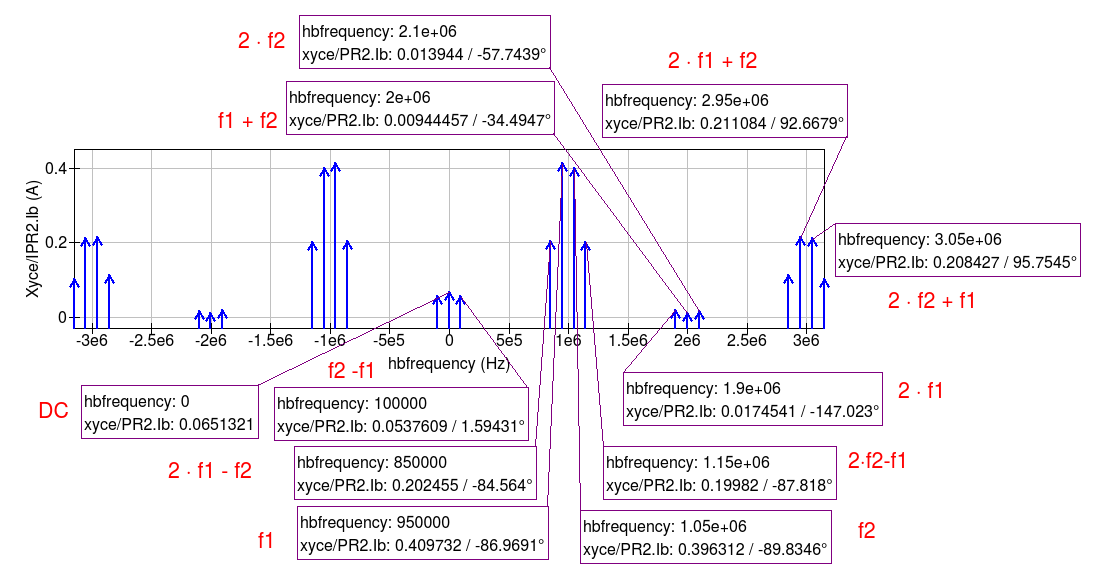 2 · f2
hbfrequency: 2.1e+06
xyce/PR2.Ib: 0.013944 / -57.7439°
2 · f1 + f2
hbfrequency: 2.95e+06
xyce/PR2.Ib: 0.211084 / 92.6679°
f1 + f2
hbfrequency: 2e+06
xyce/PR2.Ib: 0.00944457 / -34.4947°
Xyce/IPR2.Ib (A)
0.4
0.2
0
hbfrequency: 3.05e+06
xyce/PR2.Ib: 0.208427 / 95.7545°
2 · f2 + f1
-3e6 -2.5e6 -2e6 -1.5e6 -1e6 -5e5 0 5e5 1e6 1.5e6 2e6 2.5e6 3e6
hbfrequency (Hz)
f2 -f1
DC
hbfrequency: 0
xyce/PR2.Ib: 0.0651321
hbfrequency: 100000
xyce/PR2.Ib: 0.0537609 / 1.59431°
hbfrequency: 1.9e+06
xyce/PR2.Ib: 0.0174541 / -147.023°
2 · f1
2 · f1 - f2
hbfrequency: 850000
xyce/PR2.Ib: 0.202455 / -84.564°
hbfrequency: 1.15e+06
xyce/PR2.Ib: 0.19982 / -87.818°
2·f2-f1
f1
hbfrequency: 950000
xyce/PR2.Ib: 0.409732 / -86.9691°
hbfrequency: 1.05e+06
xyce/PR2.Ib: 0.396312 / -89.8346°
f2